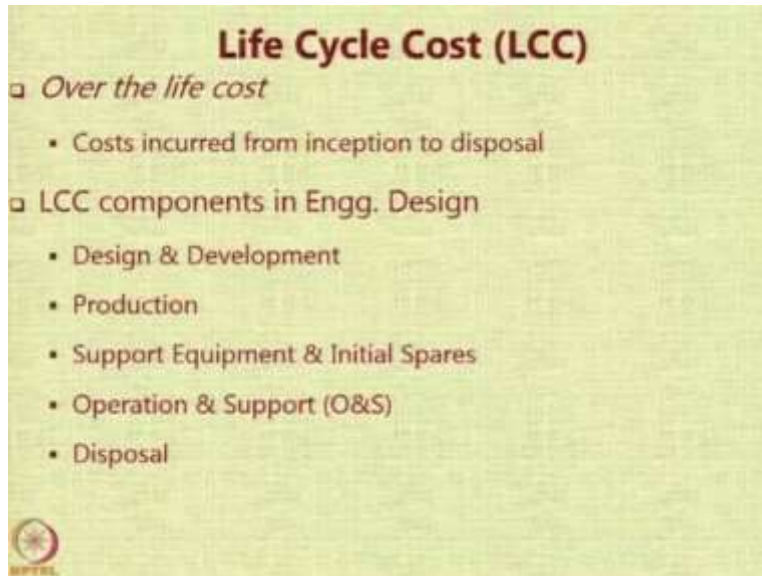 Life Cycle Cost (LCC)
Over the life cost
Costs incurred from inception to disposal
LCC components in Engg. Design
Design & Development
Production
Support Equipment & Initial Spares
Operation & Support (O&S)
Disposal
NPTEL